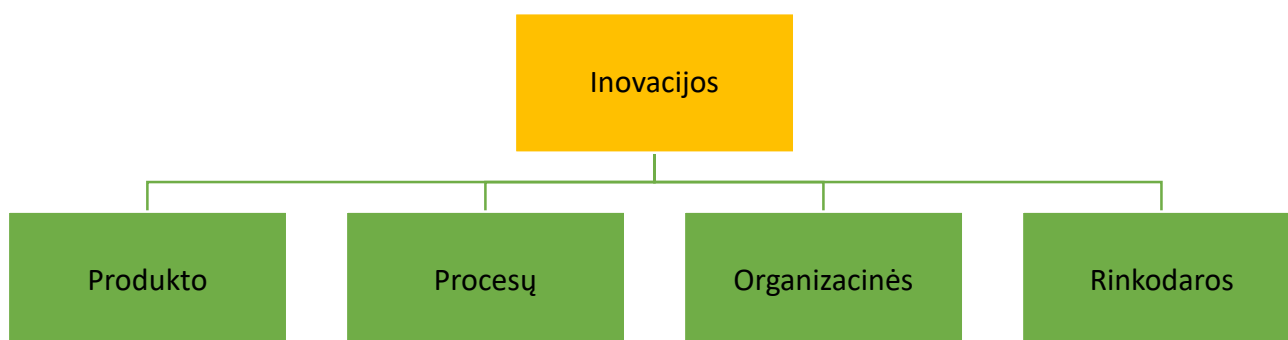 Inovacijos
Produkto
Procesų
Organizacinės
Rinkodaros